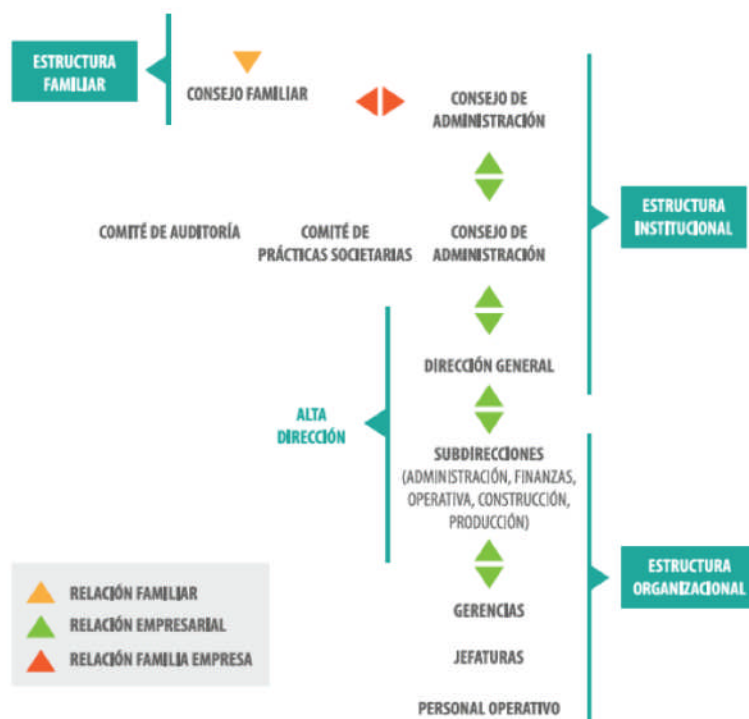 ESTRUCTURA
FAMILIAR
CONSEJO FAMILIAR
CONSEJO DE
ADMINISTRACIÓN
COMITÉ DE AUDITORÍA
COMITÉ DE
PRÁCTICAS SOCIETARIAS
CONSEJO DE
ADMINISTRACIÓN
ESTRUCTURA
INSTITUCIONAL
DIRECCIÓN GENERAL
ALTA
DIRECCIÓN
SUBDIRECCIONES
(ADMINISTRACIÓN, FINANZAS,
OPERATIVA, CONSTRUCCIÓN,
PRODUCCIÓN)
ESTRUCTURA
ORGANIZACIONAL
GERENCIAS
JEFATURAS
PERSONAL OPERATIVO
RELACIÓN FAMILIAR
RELACIÓN EMPRESARIAL
RELACIÓN FAMILIA EMPRESA